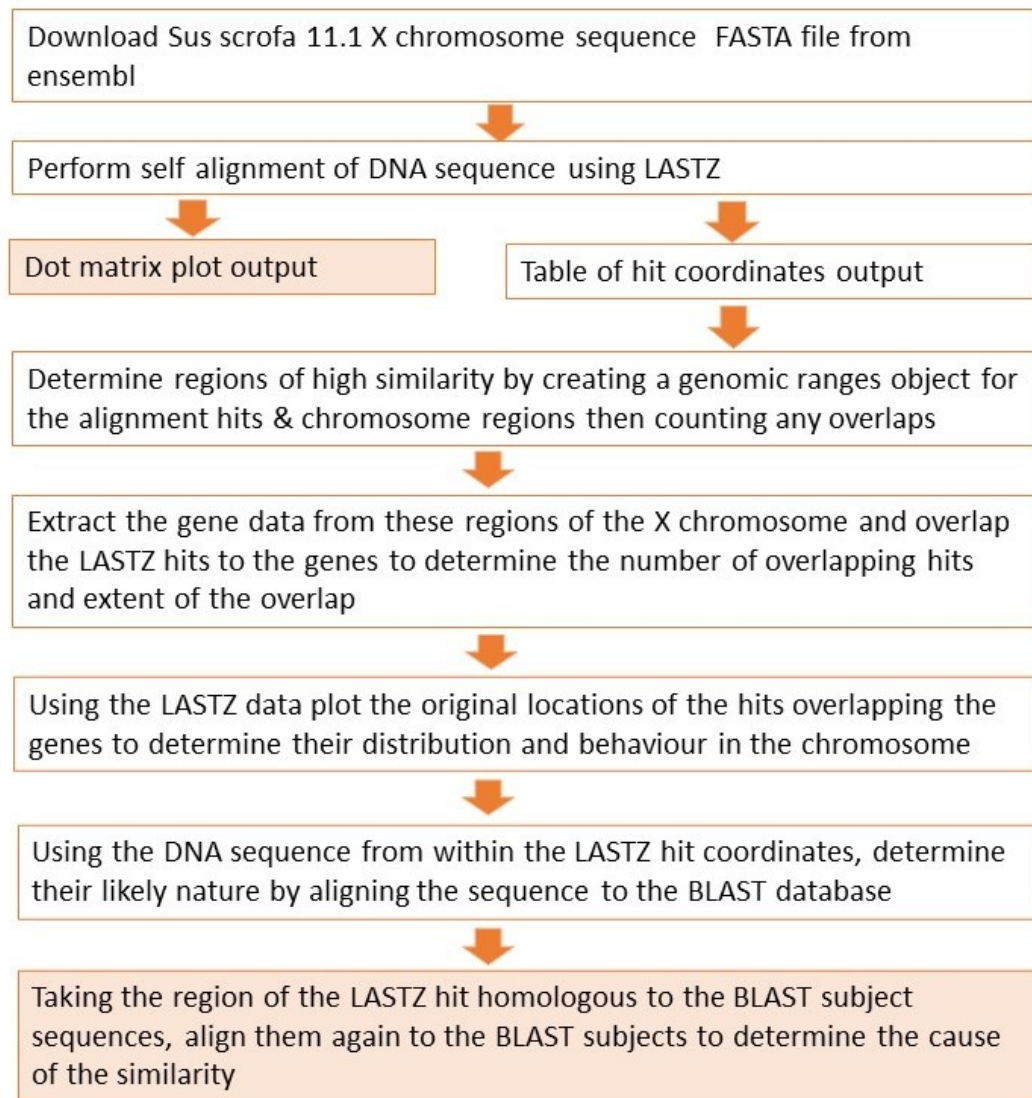 Download Sus scrofa 11.1 X chromosome sequence  FASTA file from
ensembl
Perform self alignment of DNA sequence using LASTZ
Dot matrix plot output
Table of hit coordinates output
Determine regions of high similarity by creating a genomic ranges object for
the alignment hits & chromosome regions then counting any overlaps
Extract the gene data from these regions of the X chromosome and overlap
the LASTZ hits to the genes to determine the number of overlapping hits
and extent of the overlap
Using the LASTZ data plot the original locations of the hits overlapping the
genes to determine their distribution and behaviour in the chromosome
Using the DNA sequence from within the LASTZ hit coordinates, determine
their likely nature by aligning the sequence to the BLAST database
Taking the region of the LASTZ hit homologous to the BLAST subject
sequences, align them again to the BLAST subjects to determine the cause
of the similarity